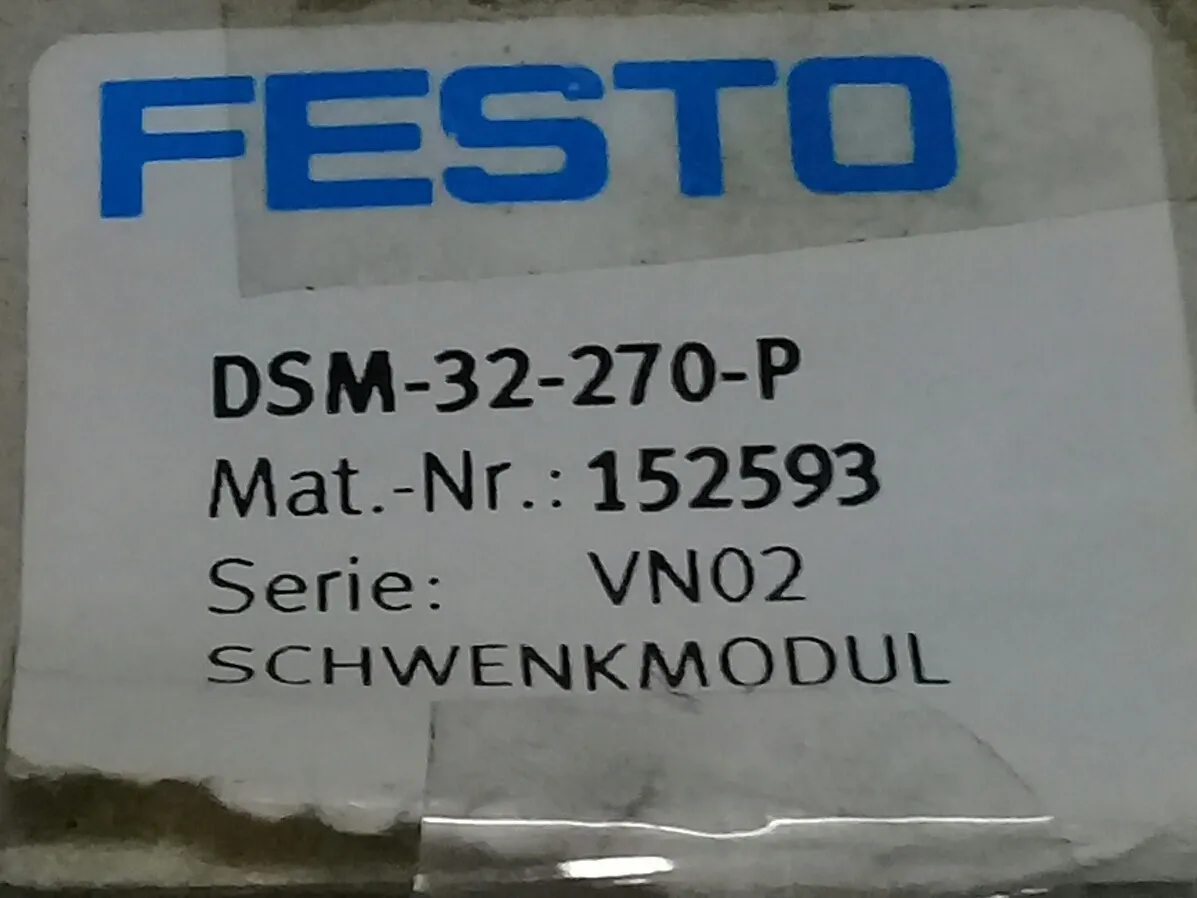 FESTO
DSM-32-270-P
Mat.-Nr.: 152593
Serie: VN02
SCHWENKMODUL